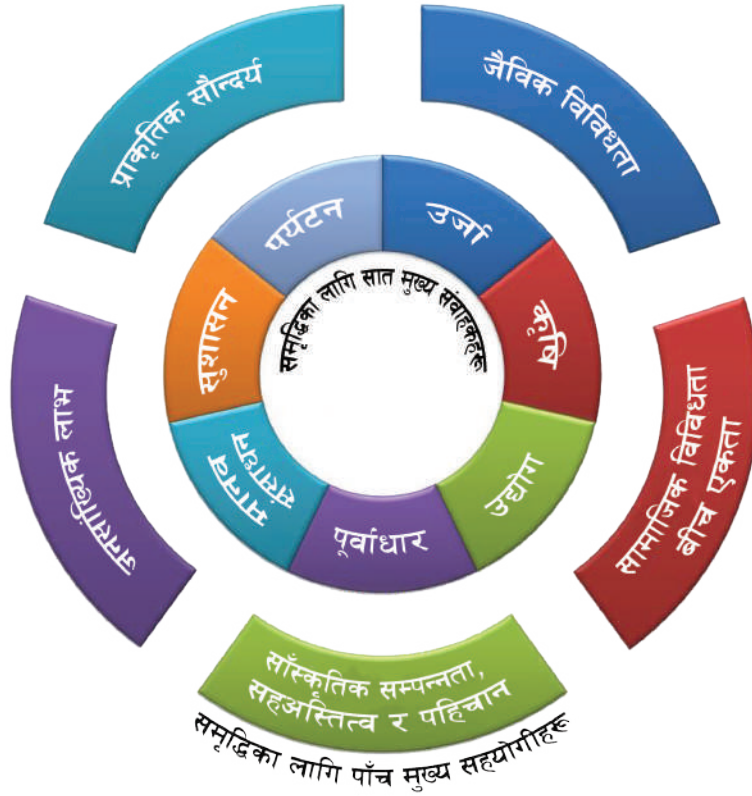 प्राकृतिक सौन्दर्य
जैविक विविधता
पर्यटन
उर्जा
समृद्धिका लागि सात मुख्य संवाहकहरू
सुशासन
कृषि
जनसांख्यिक लाभ
सामाजिक विविधता
बीच एकता
मानव
संसाधन
उद्योग
पूर्वाधार
साँस्कृतिक सम्पन्नता,
सहअस्तित्व र पहिचान
समृद्धिका लागि पाँच मुख्य सहयोगीहरू